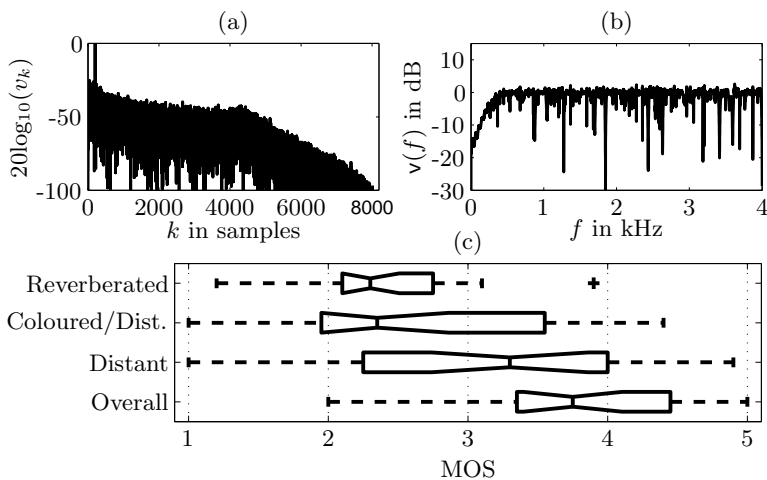 (a)
20log₁₀(vₖ)
0
-50
-100
0 2000 4000 6000 8000
k in samples
(b)
v(f) in dB
10
0
-10
-20
-30
0 1 2 3 4
f in kHz
(c)
Reverberated
Coloured/Dist.
Distant
Overall
1 2 3 4 5
MOS